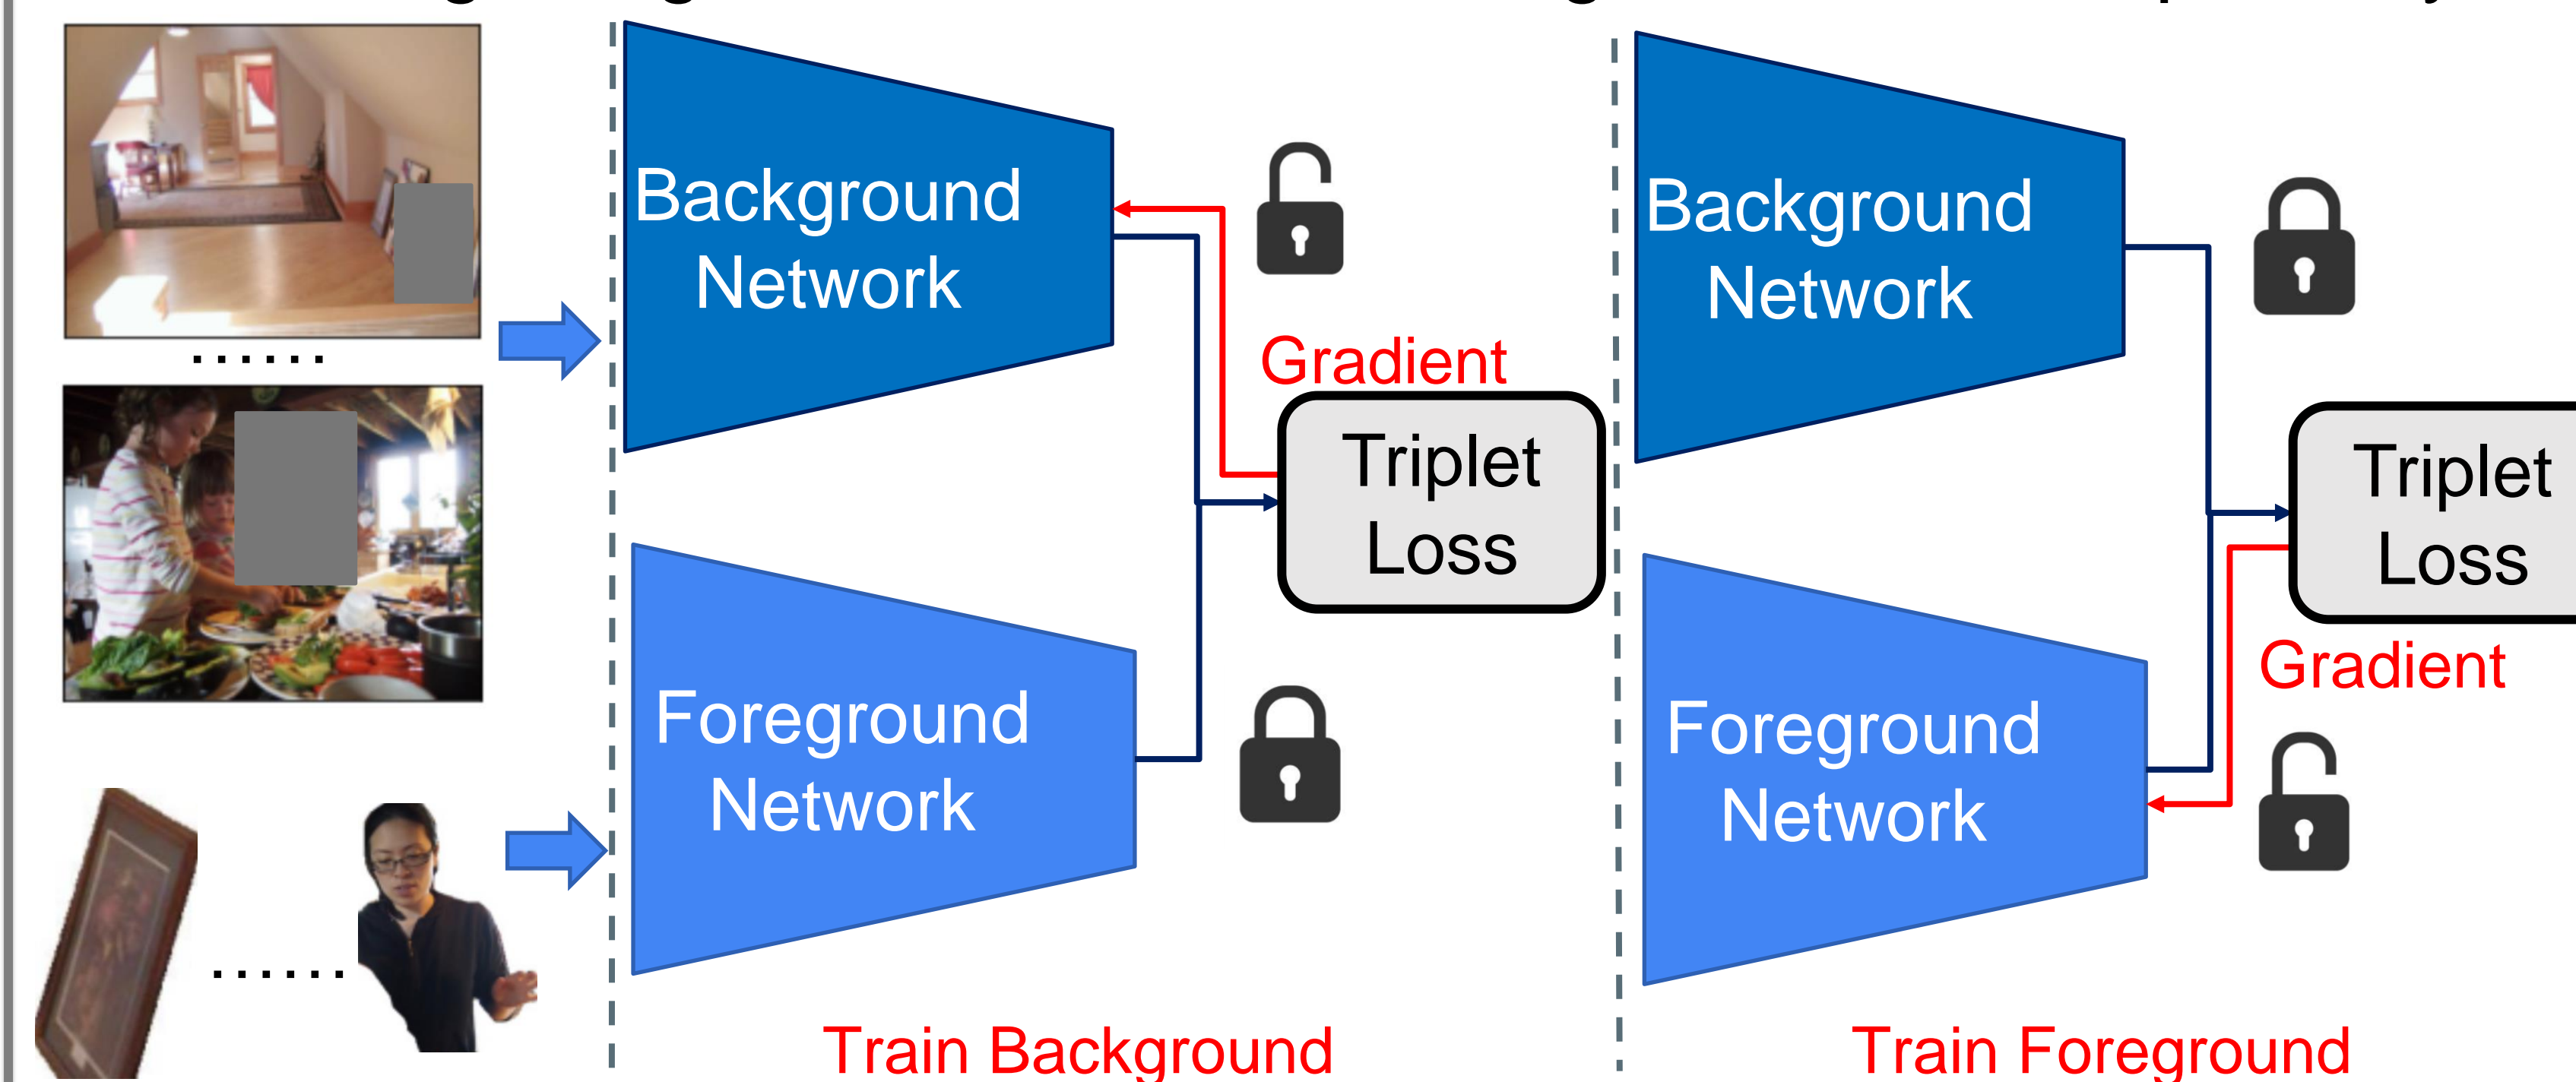 Background
Network
Gradient
Triplet
Loss
Foreground
Network
Train Background
Background
Network
Triplet
Loss
Gradient
Foreground
Network
Train Foreground